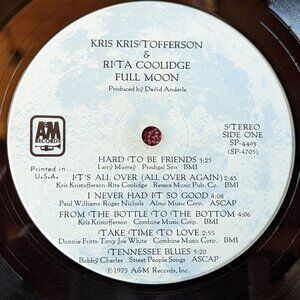 KRIS KRISTOFFERSON
&
RITA COOLIDGE
FULL MOON
Produced by David Anderle
A&M
RECORDS
Printed in
U.S.A.
STEREO
SIDE ONE
SP-4403
(SP-4705)
HARD TO BE FRIENDS 3:25
Larry Murray Prodigal Son BMI
IT'S ALL OVER (ALL OVER AGAIN) 3:45
Kris Kristofferson-Rita Coolidge Resaca Music Pub. Co. BMI
I NEVER HAD IT SO GOOD 4:08
Paul Williams-Roger Nichols Almo Music Corp. ASCAP
FROM THE BOTTLE TO THE BOTTOM 4:06
Kris Kristofferson Combine Music Corp. BMI
TAKE TIME TO LOVE 2:55
Donnie Fritts-Tony Joe White Combine Music Corp. BMI
TENNESSEE BLUES 5:20
Bobby Charles Street People Songs ASCAP
©1973 A&M Records, Inc.